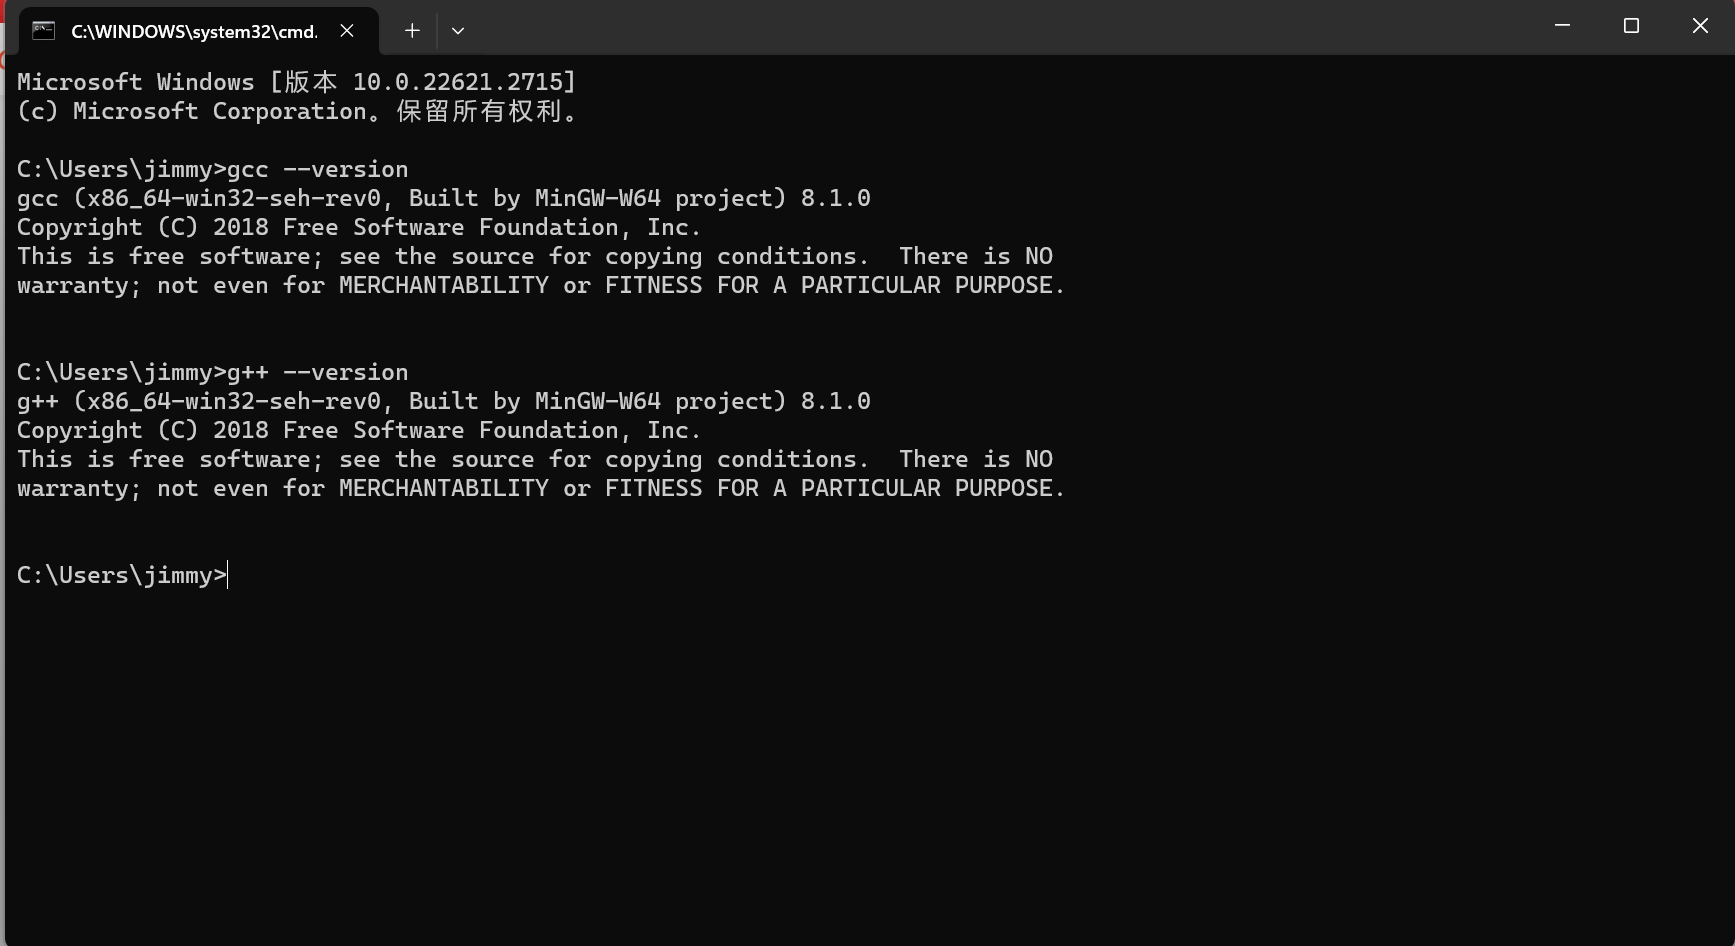 C:\WINDOWS\system32\cmd.
Microsoft Windows [版本 10.0.22621.2715]
(c) Microsoft Corporation。保留所有权利。
C:\Users\jimmy>gcc --version
gcc (x86_64-win32-seh-rev0, Built by MinGW-W64 project) 8.1.0
Copyright (C) 2018 Free Software Foundation, Inc.
This is free software; see the source for copying conditions.  There is NO
warranty; not even for MERCHANTABILITY or FITNESS FOR A PARTICULAR PURPOSE.
C:\Users\jimmy>g++ --version
g++ (x86_64-win32-seh-rev0, Built by MinGW-W64 project) 8.1.0
Copyright (C) 2018 Free Software Foundation, Inc.
This is free software; see the source for copying conditions.  There is NO
warranty; not even for MERCHANTABILITY or FITNESS FOR A PARTICULAR PURPOSE.
C:\Users\jimmy>